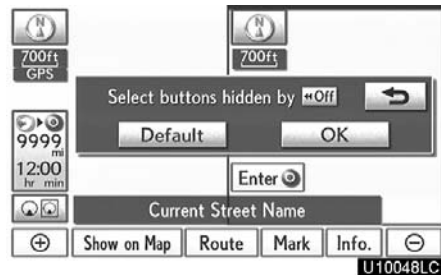 N
N
700ft
700ft
GPS
Select buttons hidden by Off
Default
OK
9999
mi
12:00
hr min
Enter
Current Street Name
Show on Map
Route
Mark
Info.
U10048LC